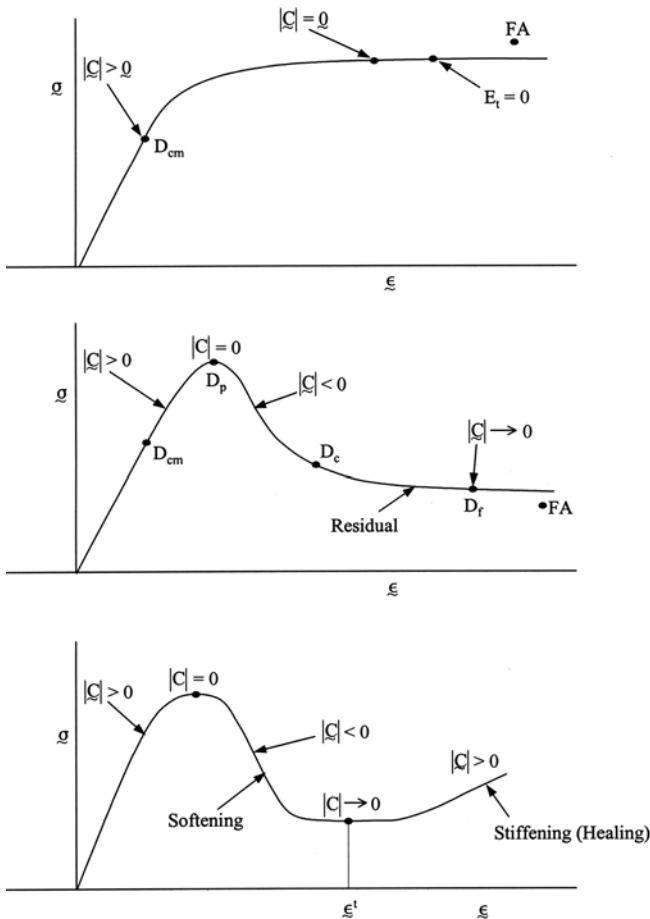 |C̰| = 0̰
FA
|C̰| > 0̰
σ̰
E_t = 0
D_cm
ε̰
|C| = 0
|C̰| > 0
D_p
|C̰| < 0
σ̰
|C̰| → 0
D_cm
D_c
D_f
FA
Residual
ε̰
|C| = 0
|C̰| > 0
σ̰
|C̰| < 0
|C̰| > 0
Softening
|C| → 0
Stiffening (Healing)
ε̰ᵗ
ε̰